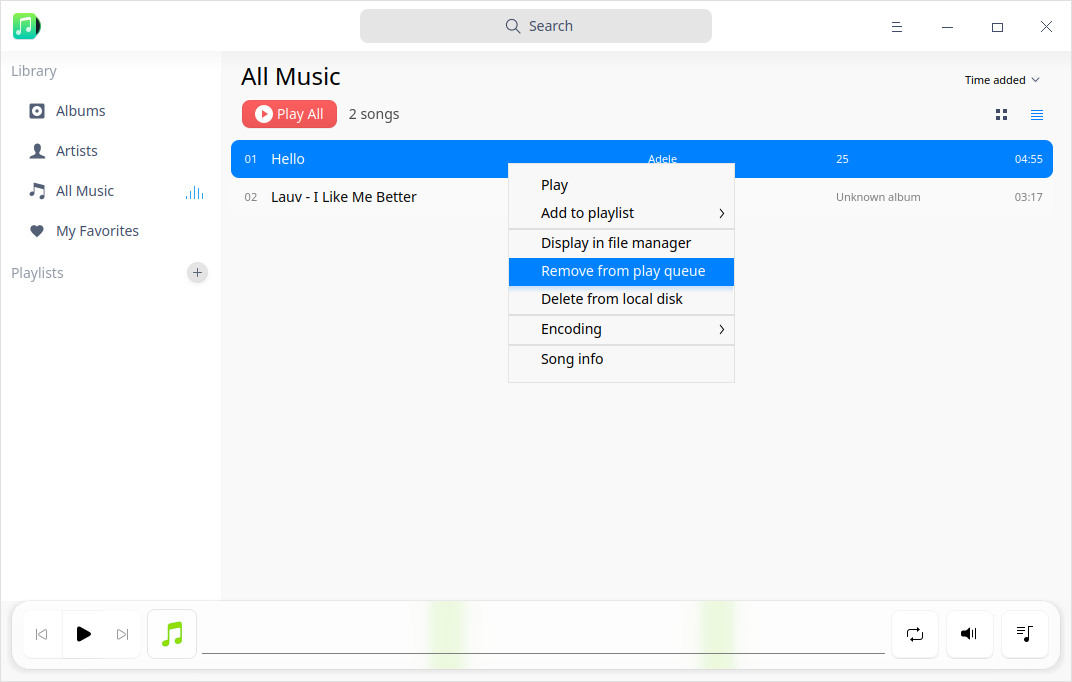 Search
Library
Albums
Artists
All Music
My Favorites
Playlists
All Music
Time added
Play All 2 songs
01 Hello Adele 25 04:55
02 Lauv - I Like Me Better Unknown album 03:17
Play
Add to playlist
Display in file manager
Remove from play queue
Delete from local disk
Encoding
Song info